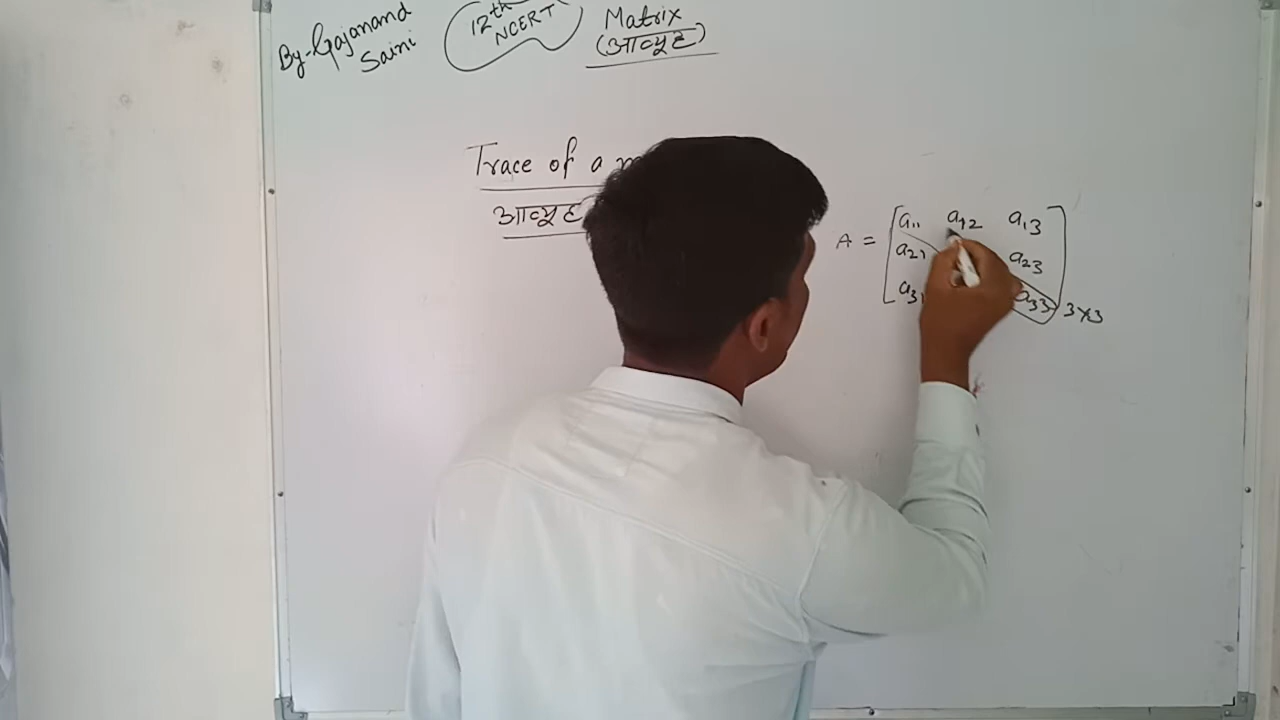 By-Gajanand
Saini
12th
NCERT
Matrix
(आव्यूह)
Trace of a
आव्यूह
A = [a11 a12 a13
a21 a23
a31 a33] 3×3